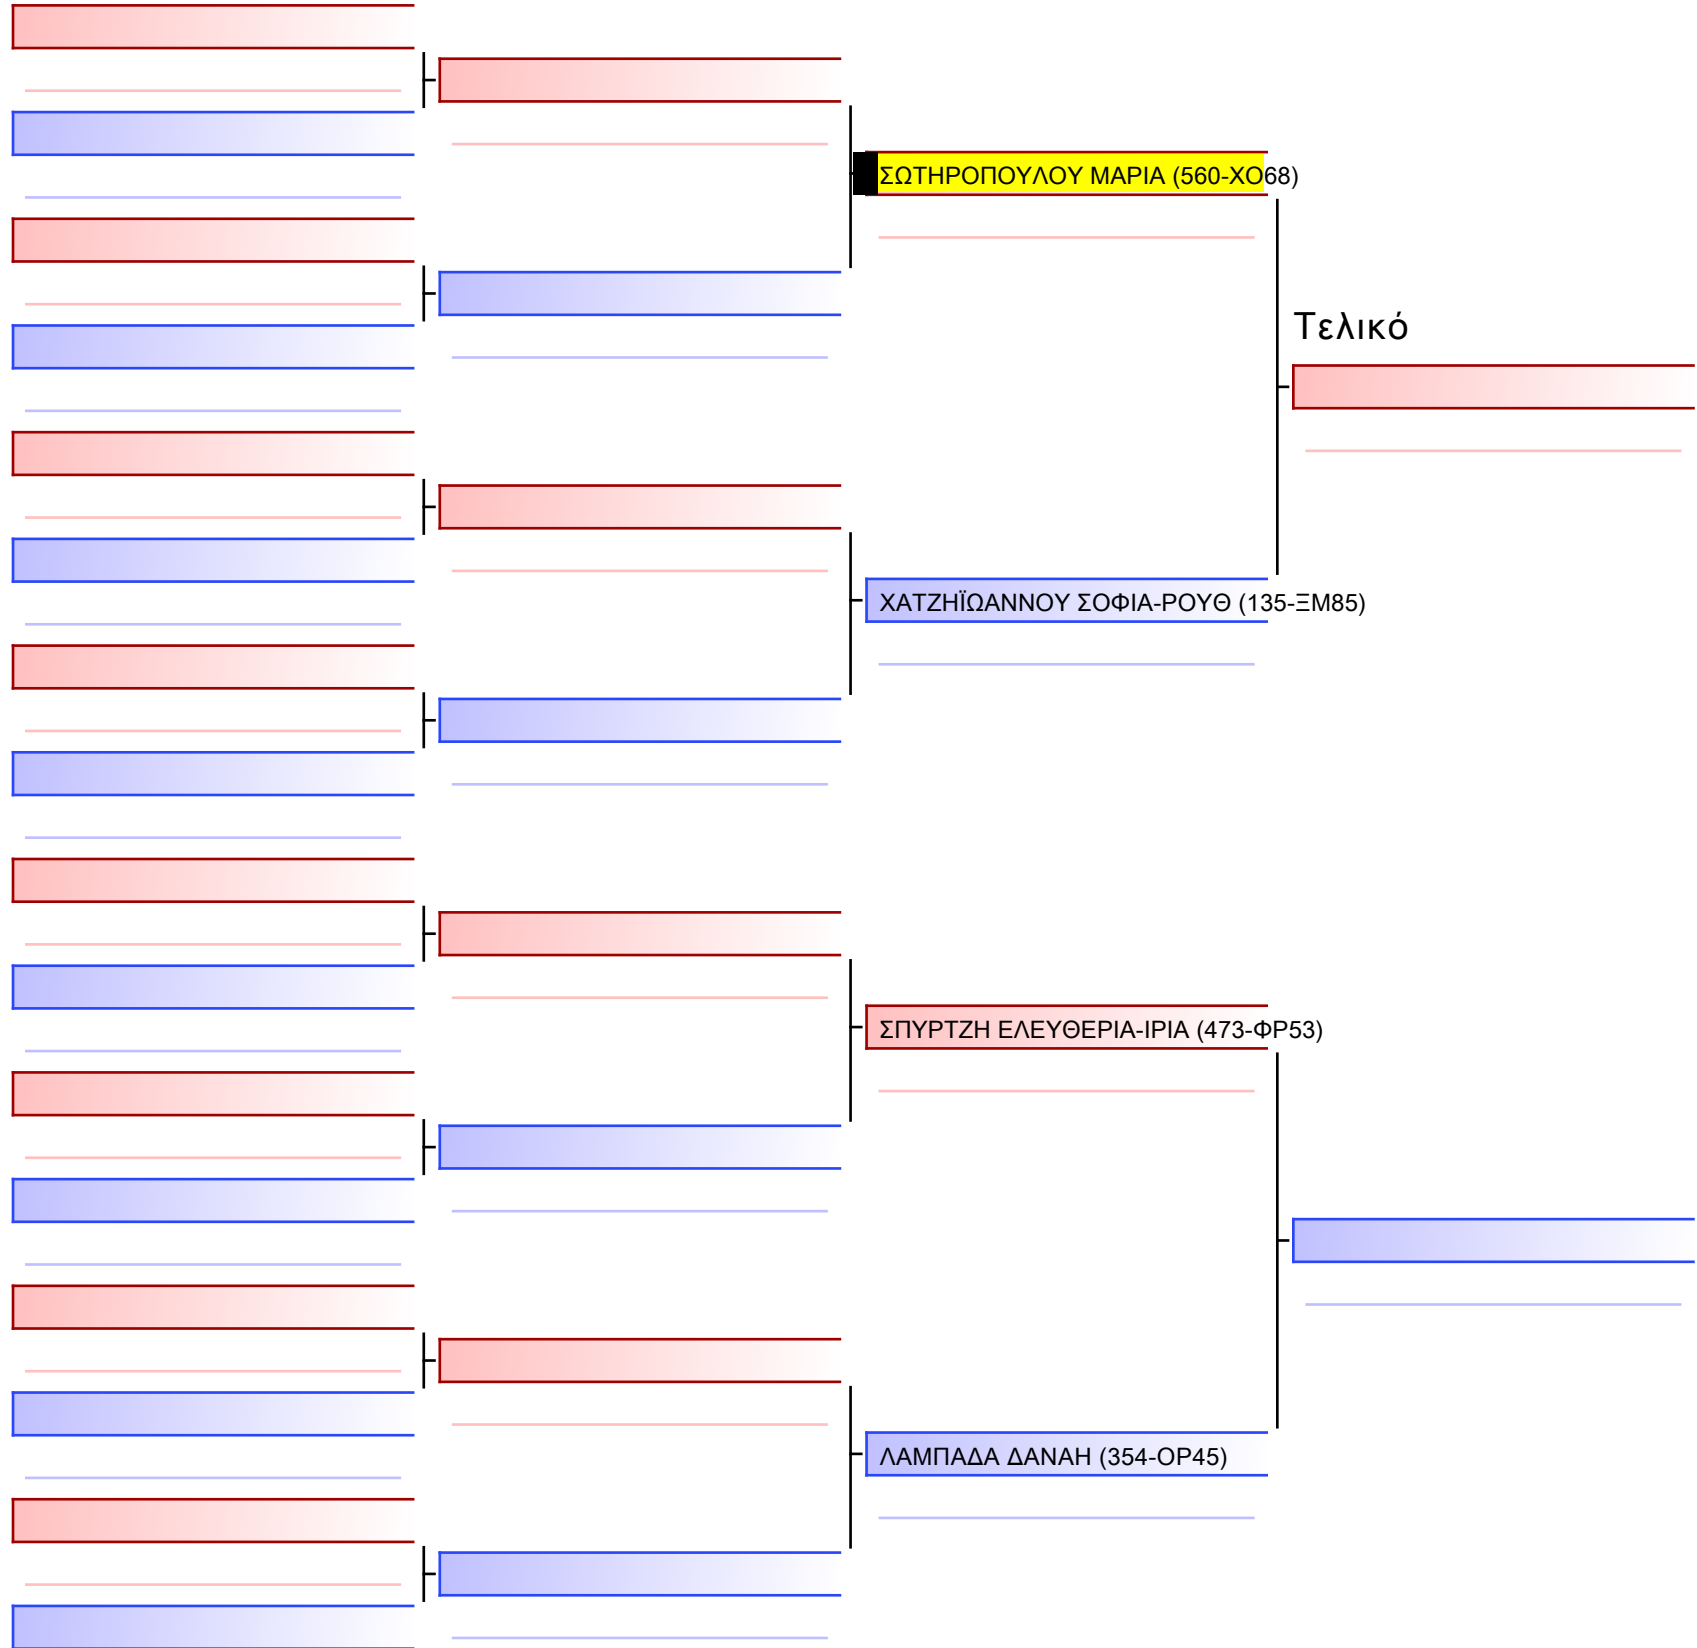 ΣΩΤΗΡΟΠΟΥΛΟΥ ΜΑΡΙΑ (560-ΧΟ68)
Τελικό
ΧΑΤΖΗΪΩΑΝΝΟΥ ΣΟΦΙΑ-ΡΟΥΘ (135-ΞΜ85)
ΣΠΥΡΤΖΗ ΕΛΕΥΘΕΡΙΑ-ΙΡΙΑ (473-ΦΡ53)
ΛΑΜΠΑΔΑ ΔΑΝΑΗ (354-ΟΡ45)